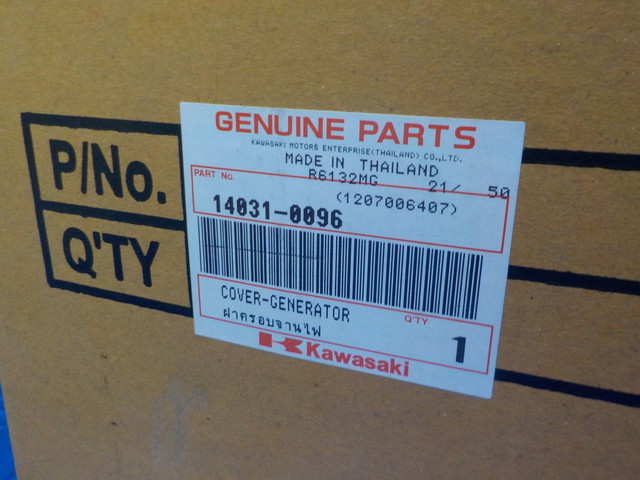 P/No.
Q'TY
GENUINE PARTS
KAWASAKI MOTORS ENTERPRISE(THAILAND) CO.,LTD.
MADE IN THAILAND
R6132MG 21/ 50
PART No. (1207006407)
14031-0096
COVER-GENERATOR
ฝาครอบจานไฟ
Q'TY 1
Kawasaki